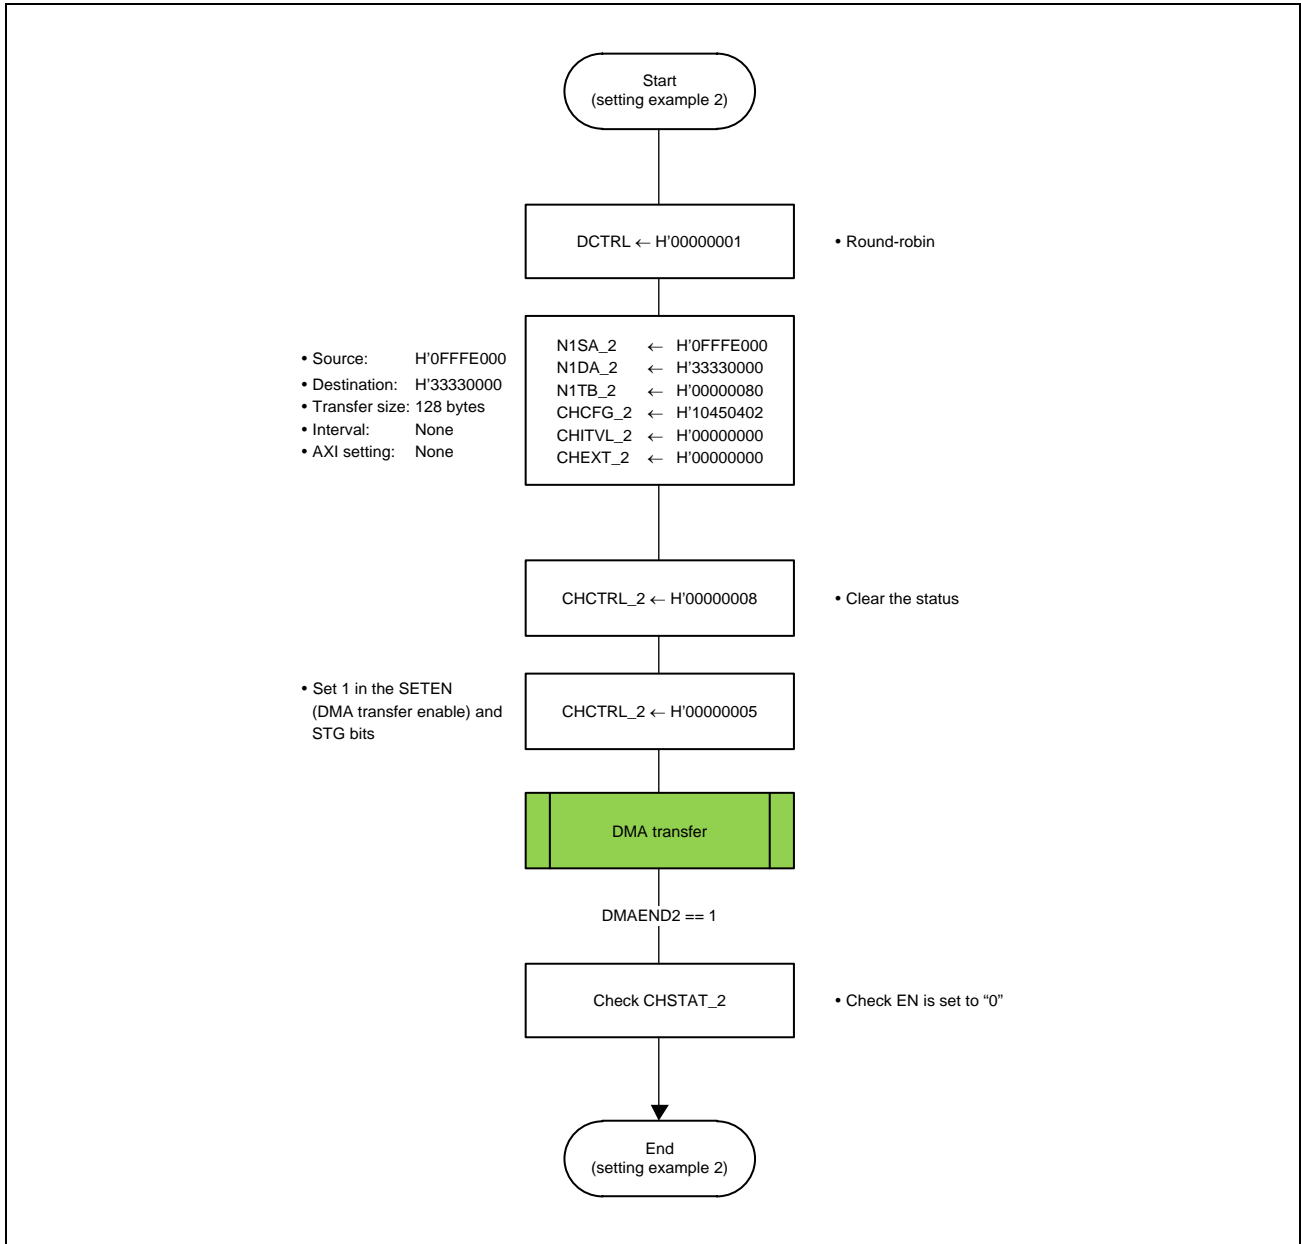 Start
(setting example 2)
DCTRL ← H’00000001
• Round-robin
• Source: H’0FFFE000
• Destination: H’33330000
• Transfer size: 128 bytes
• Interval: None
• AXI setting: None
N1SA_2 ← H’0FFFE000
N1DA_2 ← H’33330000
N1TB_2 ← H’00000080
CHCFG_2 ← H’10450402
CHITVL_2 ← H’00000000
CHEXT_2 ← H’00000000
CHCTRL_2 ← H’00000008
• Clear the status
• Set 1 in the SETEN
(DMA transfer enable) and
STG bits
CHCTRL_2 ← H’00000005
DMA transfer
DMAEND2 == 1
Check CHSTAT_2
• Check EN is set to “0”
End
(setting example 2)